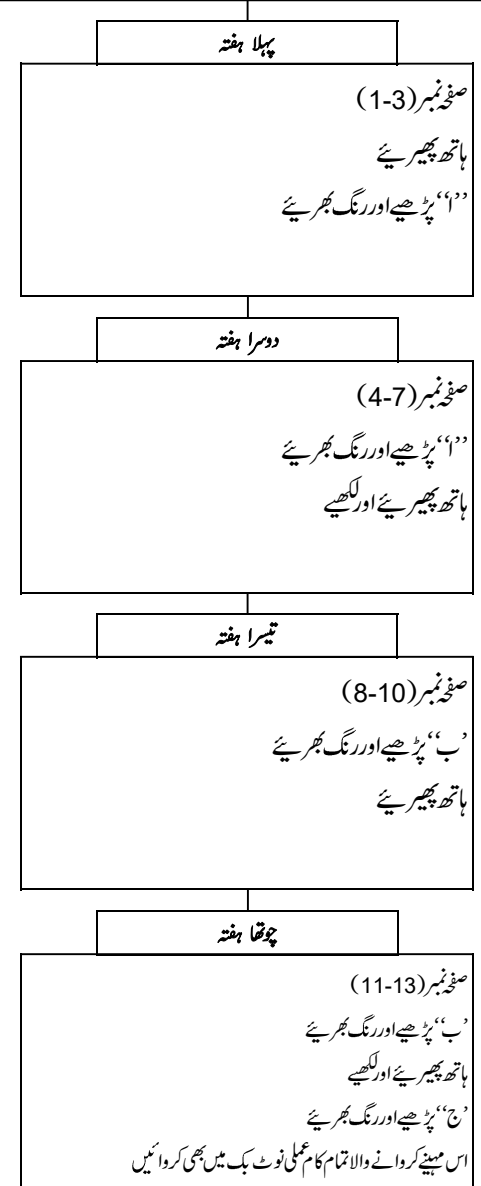 پہلا ہفتہ
صفحہ نمبر (1-3)
ہاتھ پھیریئے
’’ا‘‘ پڑھیے اور رنگ بھریئے
دوسرا ہفتہ
صفحہ نمبر (4-7)
’’ا‘‘ پڑھیے اور رنگ بھریئے
ہاتھ پھیریئے اور لکھیے
تیسرا ہفتہ
صفحہ نمبر (8-10)
’ب‘‘ پڑھیے اور رنگ بھریئے
ہاتھ پھیریئے
چوتھا ہفتہ
صفحہ نمبر (11-13)
’ب‘‘ پڑھیے اور رنگ بھریئے
ہاتھ پھیریئے اور لکھیے
’ج‘‘ پڑھیے اور رنگ بھریئے
اس مہینے کروانے والا تمام کام عملی نوٹ بک میں بھی کروائیں